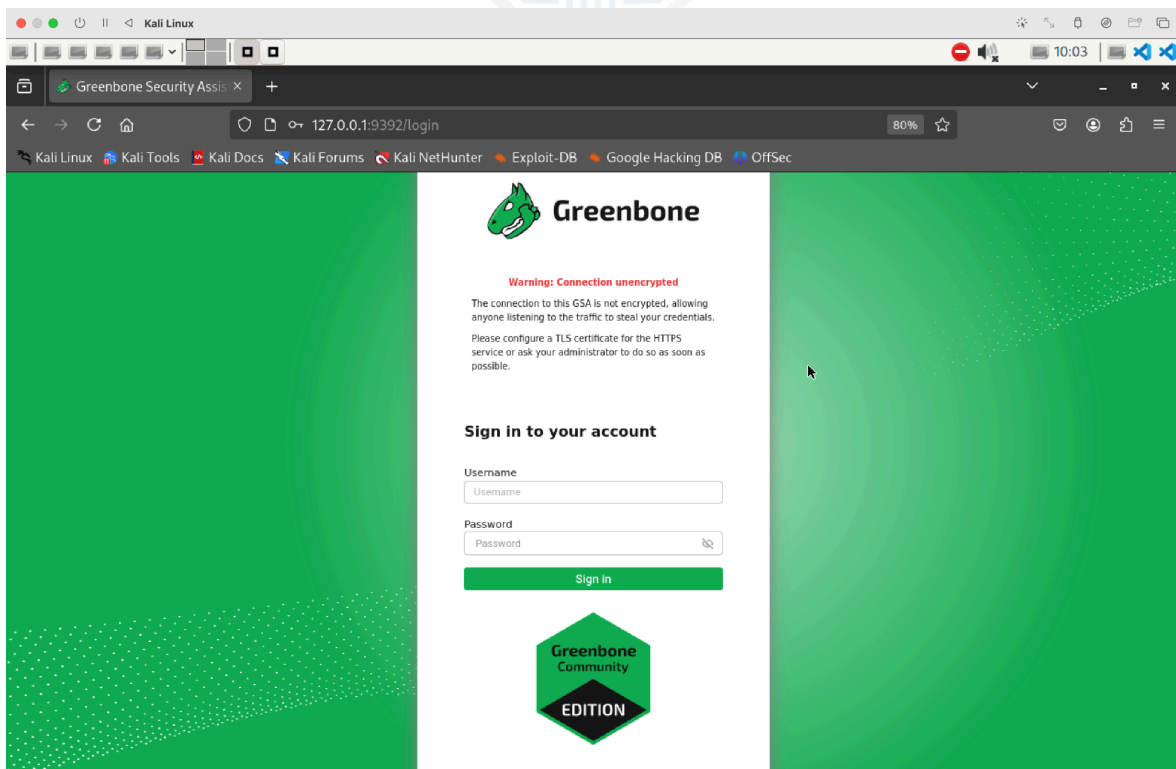 Kali Linux
10:03
Greenbone Security Assis
127.0.0.1:9392/login
80%
Kali Linux Kali Tools Kali Docs Kali Forums Kali NetHunter Exploit-DB Google Hacking DB OffSec
Greenbone
Warning: Connection unencrypted
The connection to this GSA is not encrypted, allowing
anyone listening to the traffic to steal your credentials.
Please configure a TLS certificate for the HTTPS
service or ask your administrator to do so as soon as
possible.
Sign in to your account
Username
Username
Password
Password
Sign in
Greenbone
Community
EDITION